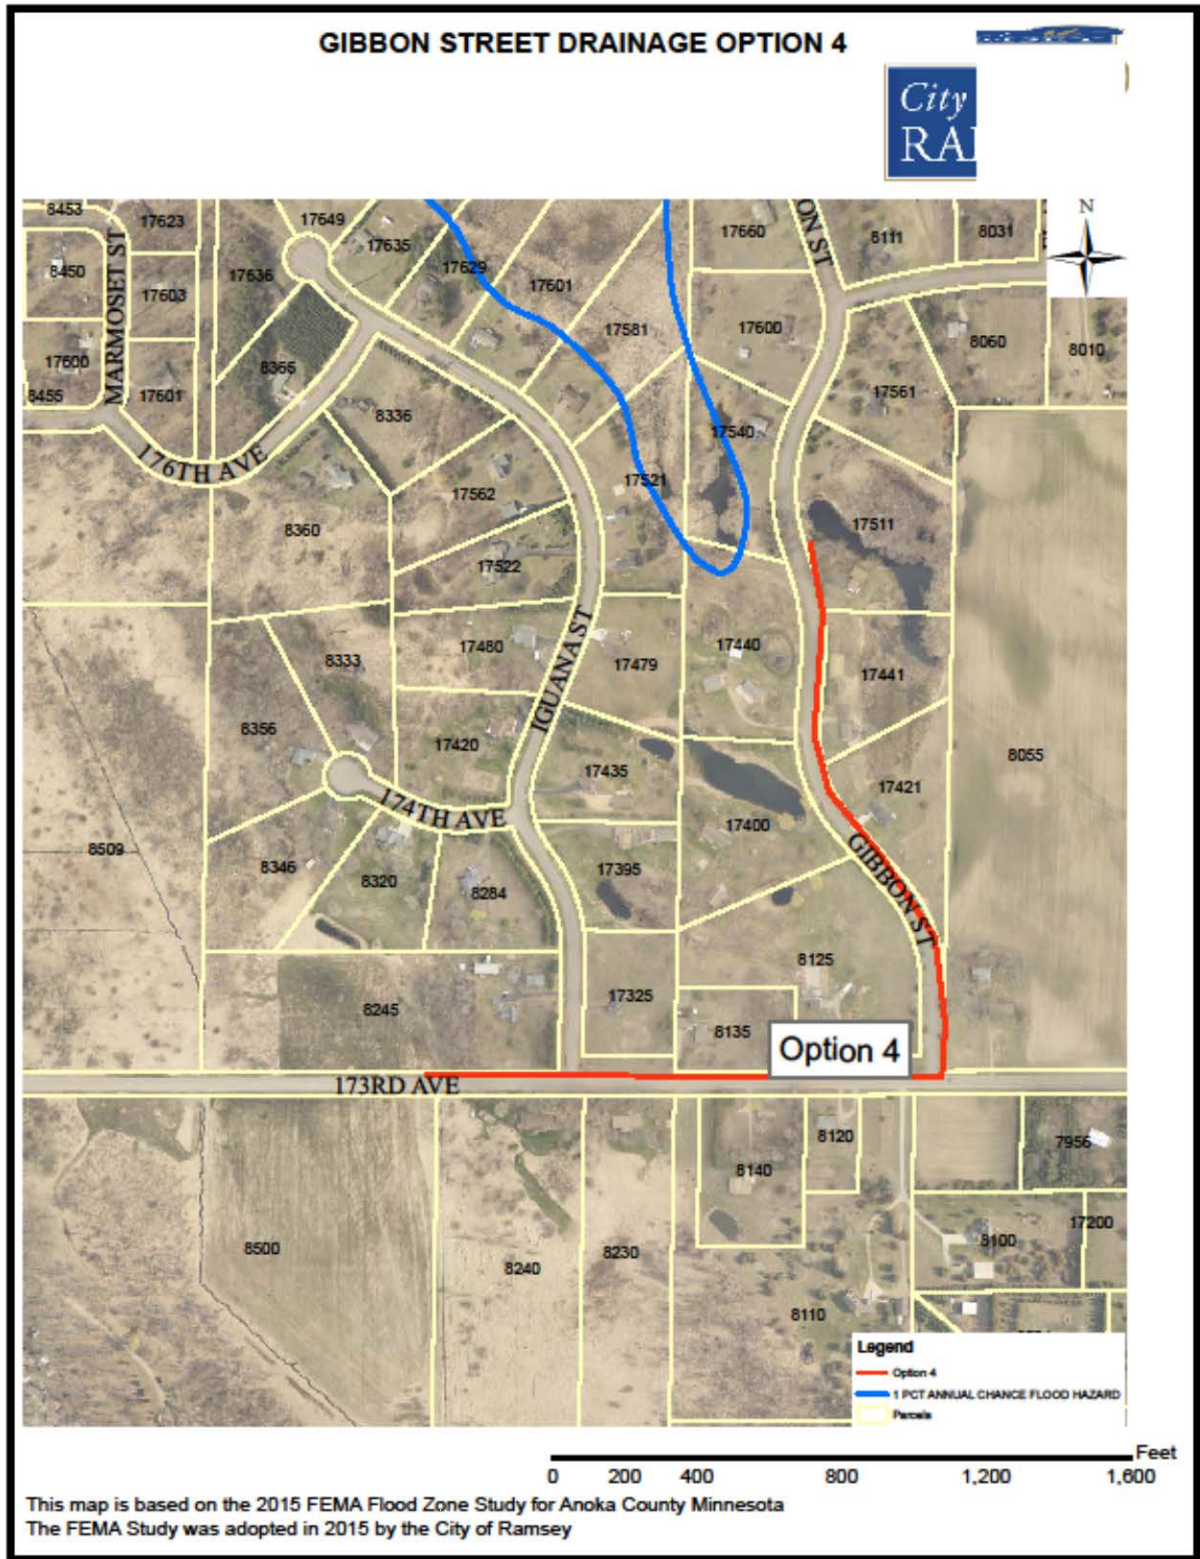 GIBBON STREET DRAINAGE OPTION 4
City
RA
N
8453
17623
17649
17635
17660
ON ST
8111
8031
8450
MARMOSET ST
17603
17636
17629
17601
17581
17600
8060
8010
17600
8455
17601
8366
8336
17561
176TH AVE
17540
17562
17521
17511
8360
17522
8333
17480
IGUANA ST
17479
17440
17441
8356
17420
17435
8055
174TH AVE
17400
17421
8509
8346
8320
8284
17395
GIBBON ST
8125
8245
17325
8135
Option 4
173RD AVE
8140
8120
7956
8500
8240
8230
8100
17200
8110
Legend
Option 4
1 PCT ANNUAL CHANGE FLOOD HAZARD
Parcels
Feet
0 200 400 800 1,200 1,600
This map is based on the 2015 FEMA Flood Zone Study for Anoka County Minnesota
The FEMA Study was adopted in 2015 by the City of Ramsey